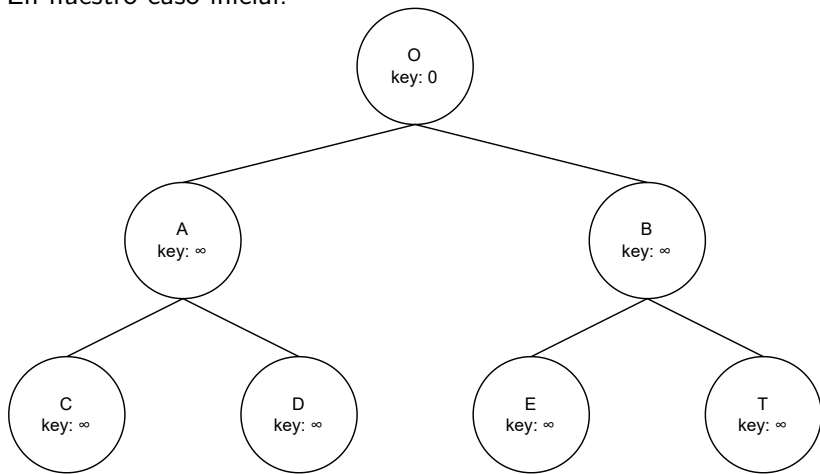 En nuestro caso inicial:
O
key: 0
A
key: ∞
B
key: ∞
C
key: ∞
D
key: ∞
E
key: ∞
T
key: ∞